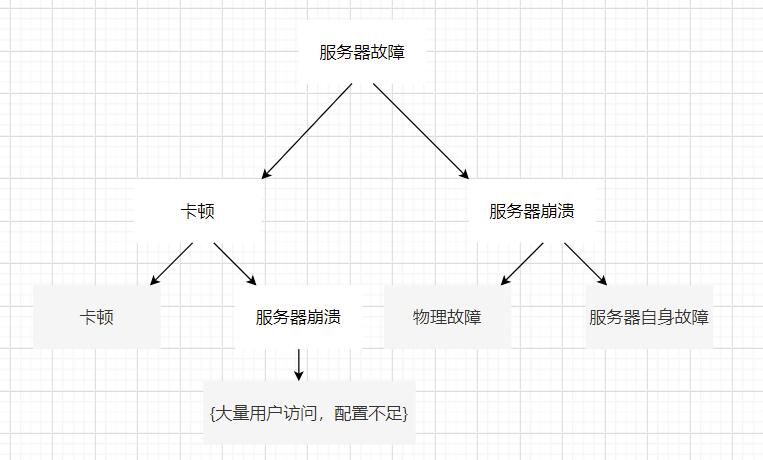 服务器故障
卡顿
服务器崩溃
卡顿
服务器崩溃
物理故障
服务器自身故障
{大量用户访问，配置不足}